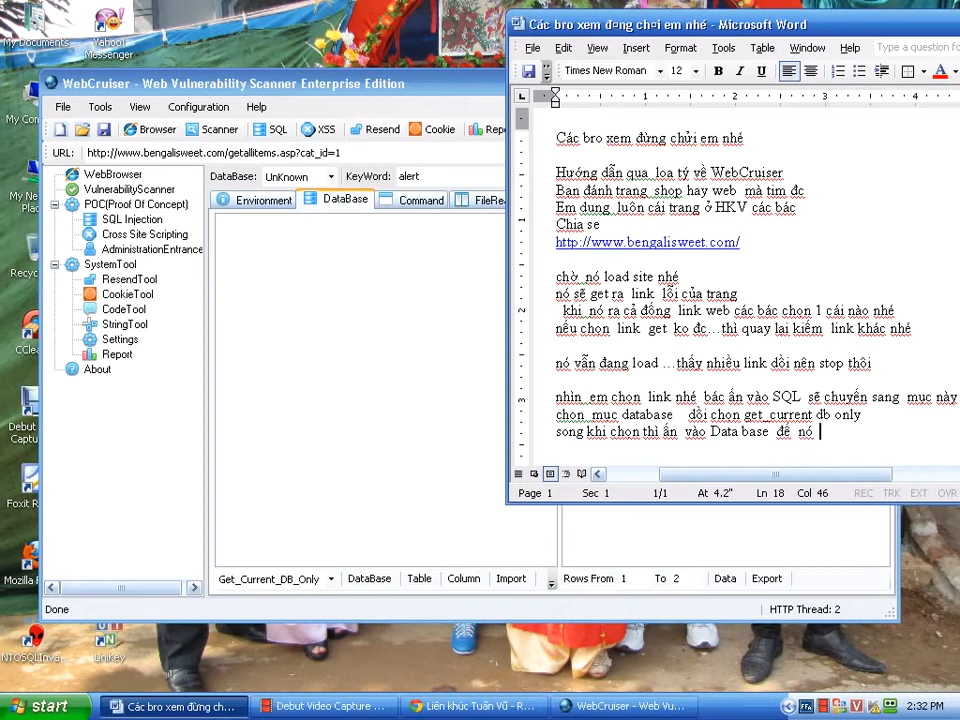 My Documents
Yahoo!
Messenger
WebCruiser - Web Vulnerability Scanner Enterprise Edition
File Tools View Configuration Help
Browser Scanner SQL XSS Resend Cookie
URL: http://www.bengalisweet.com/getallitems.asp?cat_id=1
DataBase: UnKnown KeyWord: alert
WebBrowser
VulnerabilityScanner
POC(Proof Of Concept)
SQL Injection
Cross Site Scripting
AdministrationEntrance
SystemTool
ResendTool
CookieTool
CodeTool
StringTool
Settings
Report
About
Environment DataBase Command
Get_Current_DB_Only DataBase Table Column Import
Rows From 1 To 2 Data Export
Done
HTTP Thread: 2
Các bro xem đừng chửi em nhé - Microsoft Word
File Edit View Insert Format Tools Table Window Help Type a question fo
Times New Roman 12 B I U
1 2 3 4
Các bro xem đừng chửi em nhé
Hướng dẫn qua loa tý về WebCruiser
Bạn đánh trang shop hay web mà tim đc
Em dung luôn cái trang ở HKV các bác
Chia se
http://www.bengalisweet.com/
chờ nó load site nhé
nó sẽ get ra link lỗi của trang
khi nó ra cả đống link web các bác chọn 1 cái nào nhé
nếu chọn link get ko đc...thì quay lai kiếm link khác nhé
nó vẫn đang load ...thấy nhiều link dồi nên stop thôi
nhìn em chọn link nhé bác ấn vào SQL sẽ chuyển sang mục này
chọn mục database dồi chọn get_current db only
song khi chọn thì ấn vào Data base để nó
Page 1 Sec 1 1/1 At 4.2" Ln 18 Col 46 REC TRK EXT OVR
Debut
Foxit R
Mozilla F
NTOSQLInva...
Unikey
start
Các bro xem đừng ch...
Debut Video Capture ...
Liên khúc Tuấn Vũ - ...
WebCruiser - Web Vu...
2:32 PM